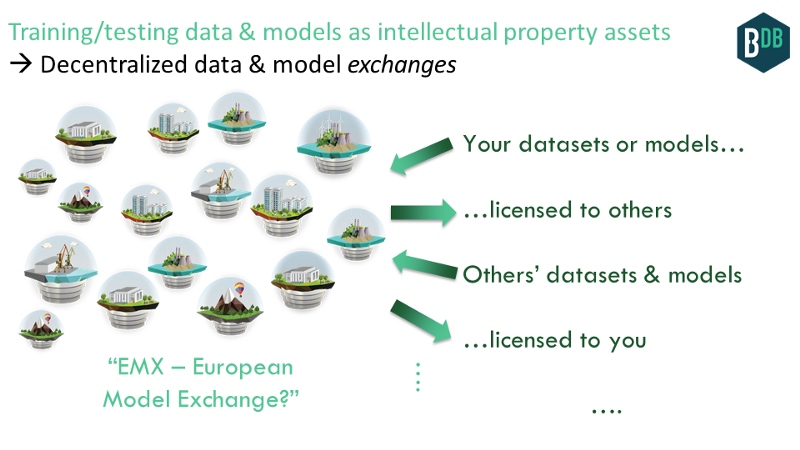 Training/testing data & models as intellectual property assets
→ Decentralized data & model exchanges
BDB
Your datasets or models…
…licensed to others
Others’ datasets & models
…licensed to you
“EMX – European
Model Exchange?”
….